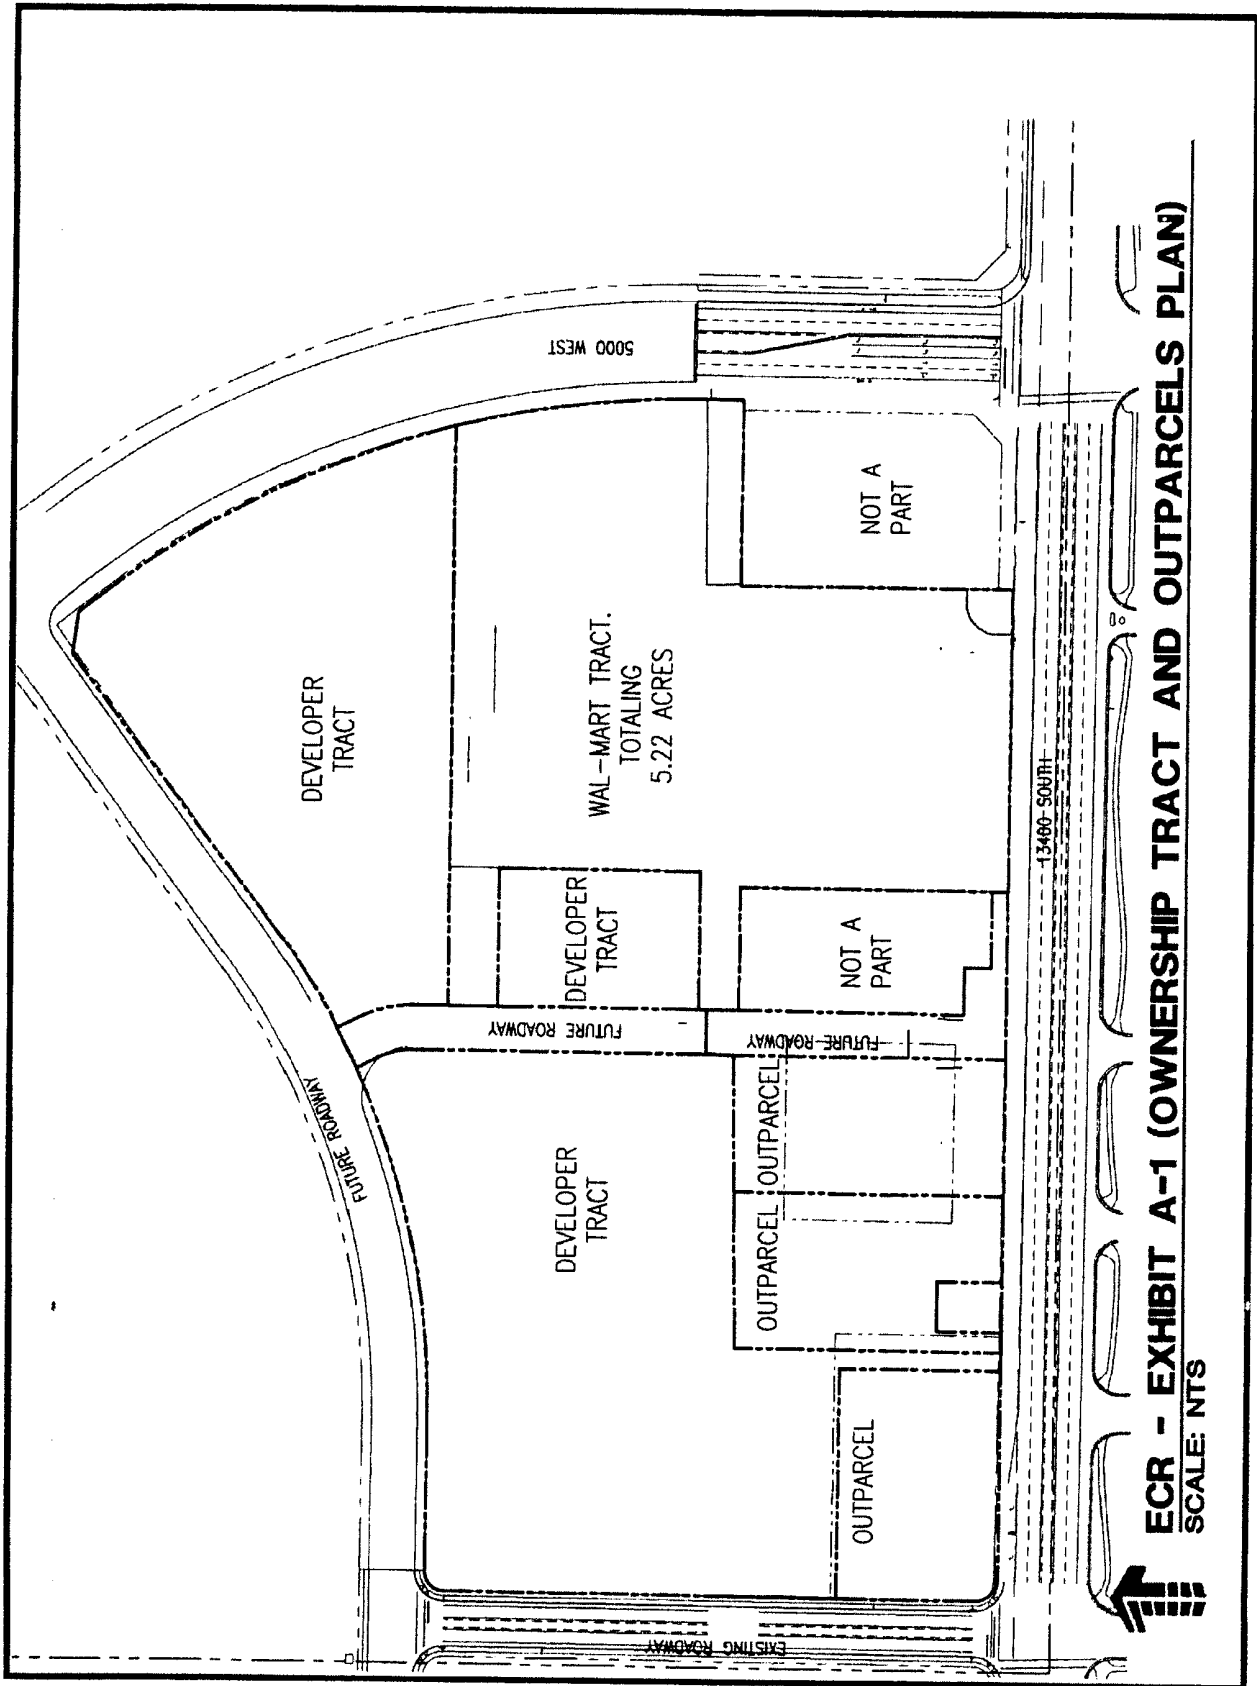 5000 WEST
DEVELOPER
TRACT
WAL-MART TRACT.
TOTALING
5.22 ACRES
NOT A
PART
DEVELOPER
TRACT
NOT A
PART
FUTURE ROADWAY
FUTURE ROADWAY
FUTURE ROADWAY
DEVELOPER
TRACT
OUTPARCEL
OUTPARCEL
OUTPARCEL
EXISTING ROADWAY
13400 SOUTH
ECR - EXHIBIT A-1 (OWNERSHIP TRACT AND OUTPARCELS PLAN)
SCALE: NTS